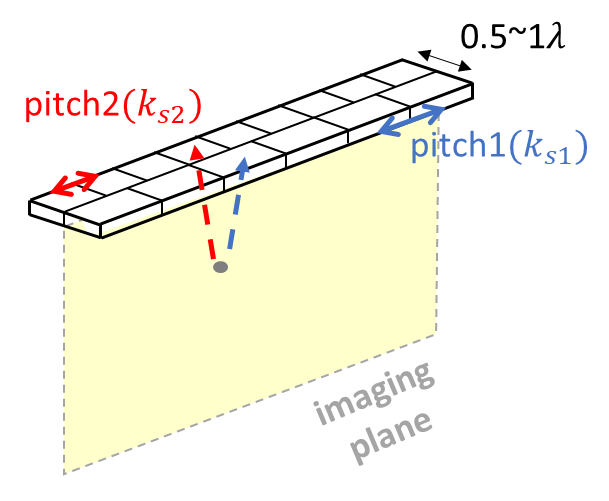 0.5~1λ
pitch2(k_{s2})
pitch1(k_{s1})
imaging
plane